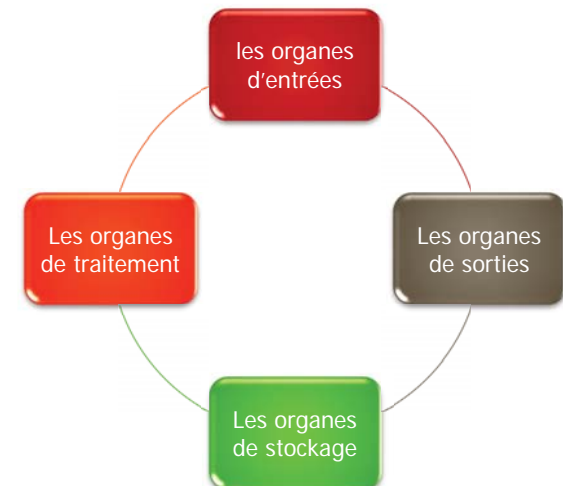 les organes
d'entrées
Les organes
de traitement
Les organes
de sorties
Les organes
de stockage